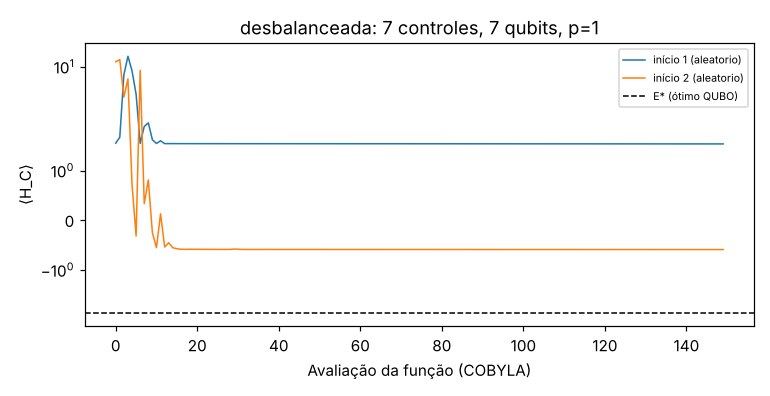 desbalanceada: 7 controles, 7 qubits, p=1
início 1 (aleatorio)
início 2 (aleatorio)
E* (ótimo QUBO)
⟨H_C⟩
10¹
10⁰
0
−10⁰
0 20 40 60 80 100 120 140
Avaliação da função (COBYLA)